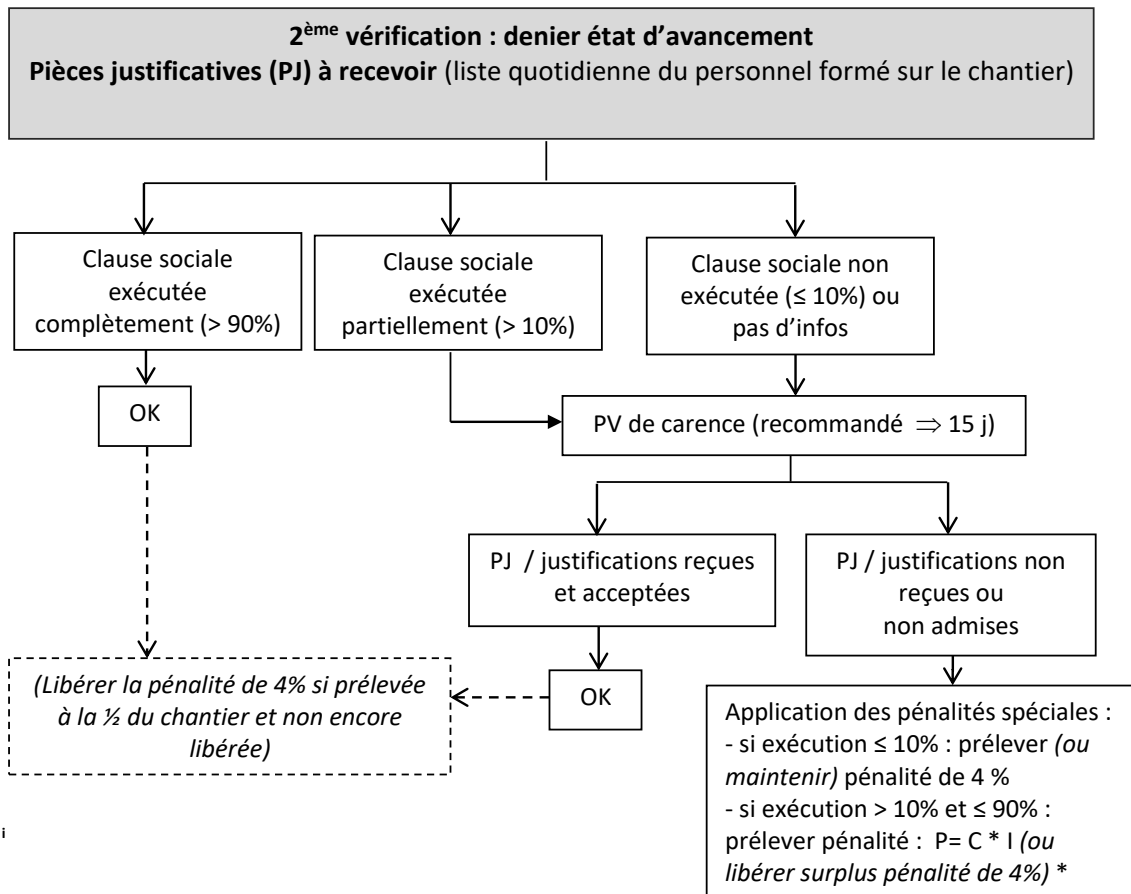 2ème vérification : denier état d’avancement
Pièces justificatives (PJ) à recevoir (liste quotidienne du personnel formé sur le chantier)
Clause sociale
exécutée
complètement (> 90%)
Clause sociale
exécutée
partiellement (> 10%)
Clause sociale non
exécutée (≤ 10%) ou
pas d’infos
OK
PV de carence (recommandé ⇒ 15 j)
PJ / justifications reçues
et acceptées
PJ / justifications non
reçues ou
non admises
(Libérer la pénalité de 4% si prélevée
à la ½ du chantier et non encore
libérée)
OK
Application des pénalités spéciales :
- si exécution ≤ 10% : prélever (ou
maintenir) pénalité de 4 %
- si exécution > 10% et ≤ 90% :
prélever pénalité : P= C * I (ou
libérer surplus pénalité de 4%) *
i